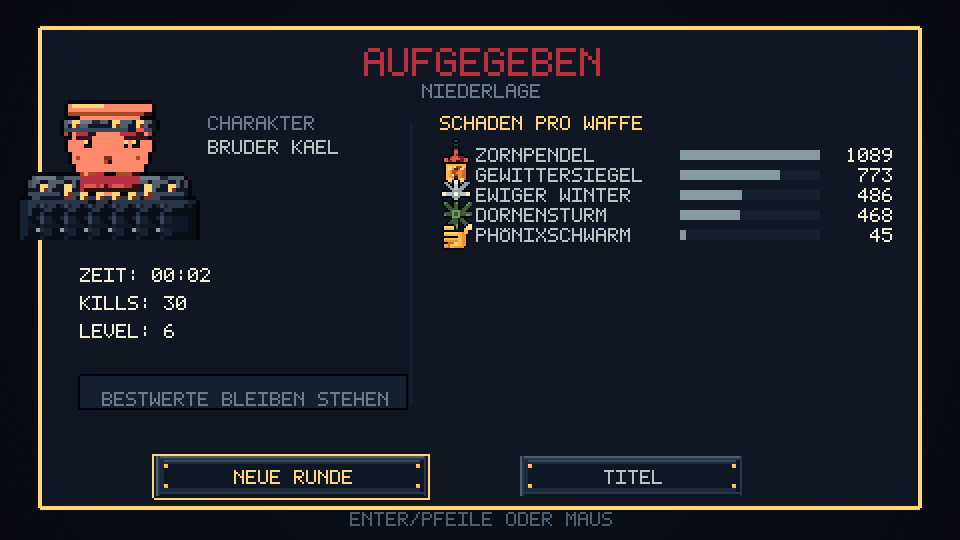 AUFGEGEBEN
NIEDERLAGE
CHARAKTER
BRUDER KAEL
ZEIT: 00:02
KILLS: 30
LEVEL: 6
BESTWERTE BLEIBEN STEHEN
SCHADEN PRO WAFFE
ZORNPENDEL 1089
GEWITTERSIEGEL 773
EWIGER WINTER 486
DORNENSTURM 468
PHÖNIXSCHWARM 45
NEUE RUNDE
TITEL
ENTER/PFEILE ODER MAUS